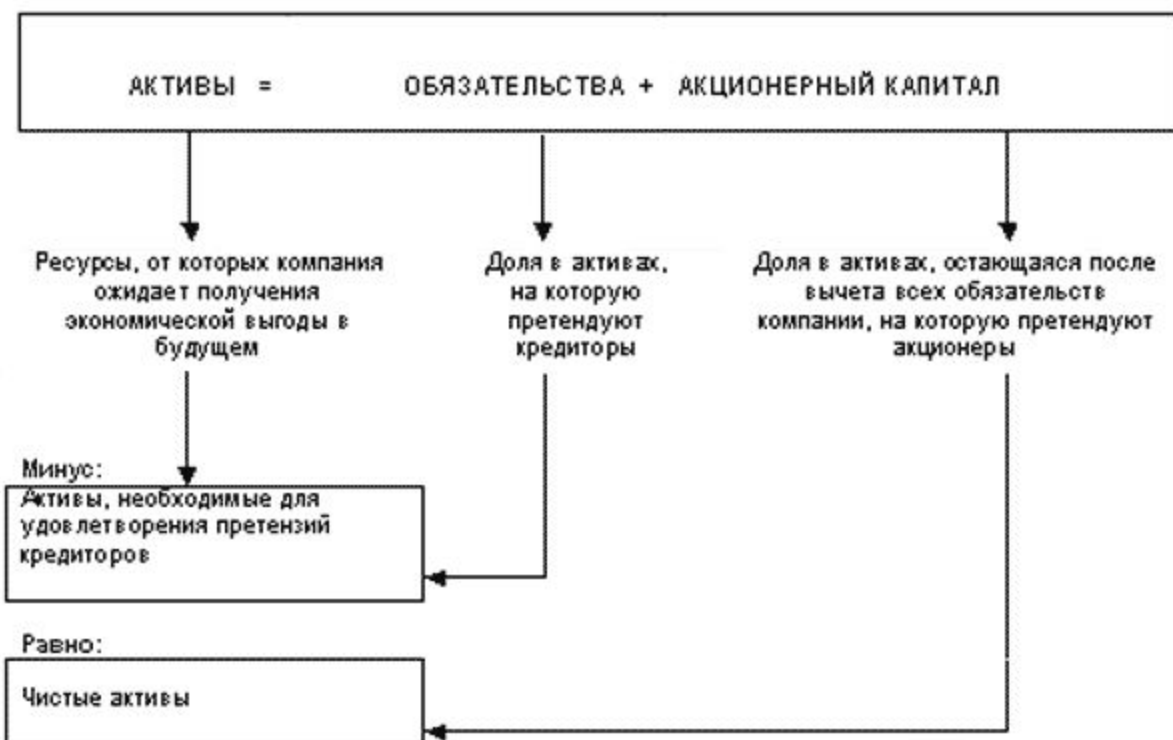 АКТИВЫ = ОБЯЗАТЕЛЬСТВА + АКЦИОНЕРНЫЙ КАПИТАЛ
Ресурсы, от которых компания
ожидает получения
экономической выгоды в
будущем
Доля в активах,
на которую
претендуют
кредиторы
Доля в активах, остающаяся после
вычета всех обязательств
компании, на которую претендуют
акционеры
Минус:
Активы, необходимые для
удовлетворения претензий
кредиторов
Равно:
Чистые активы